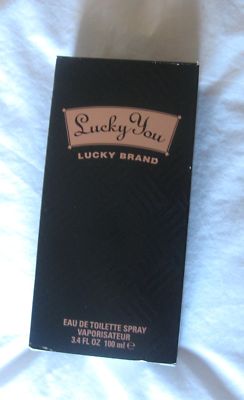 Lucky You
LUCKY BRAND
EAU DE TOILETTE SPRAY
VAPORISATEUR
3.4 FL OZ 100 ml ℮